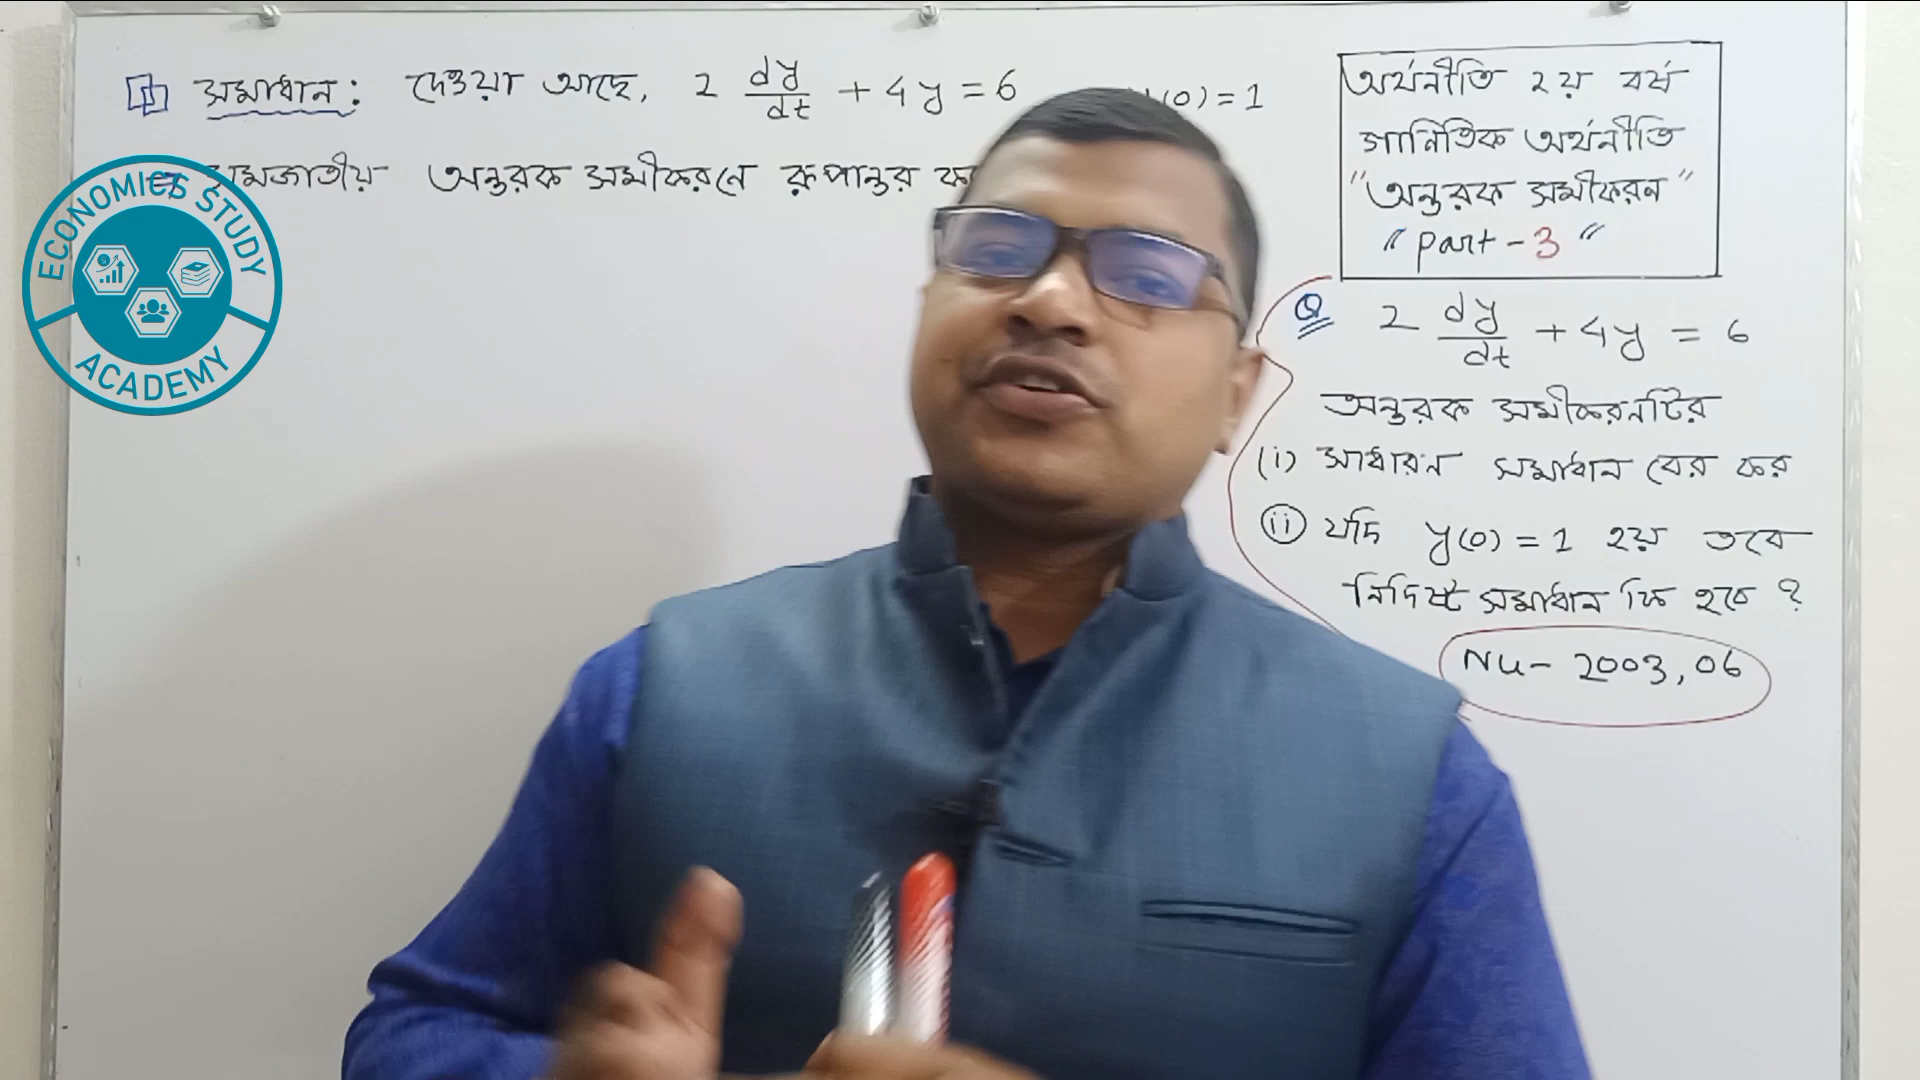 সমাধান: দেওয়া আছে, 2 dy/dt + 4y = 6 (0) = 1
সমজাতীয় অন্তরক সমীকরনে রূপান্তর
ECONOMICS STUDY
ACADEMY
অর্থনীতি ২য় বর্ষ
গানিতিক অর্থনীতি
"অন্তরক সমীকরন"
"Part-3"
Q 2 dy/dt + 4y = 6
অন্তরক সমীকরনটির
(i) সাধারন সমাধান বের কর
(ii) যদি y(0) = 1 হয় তবে
নির্দিষ্ট সমাধান কি হবে ?
NU- 2003, 06